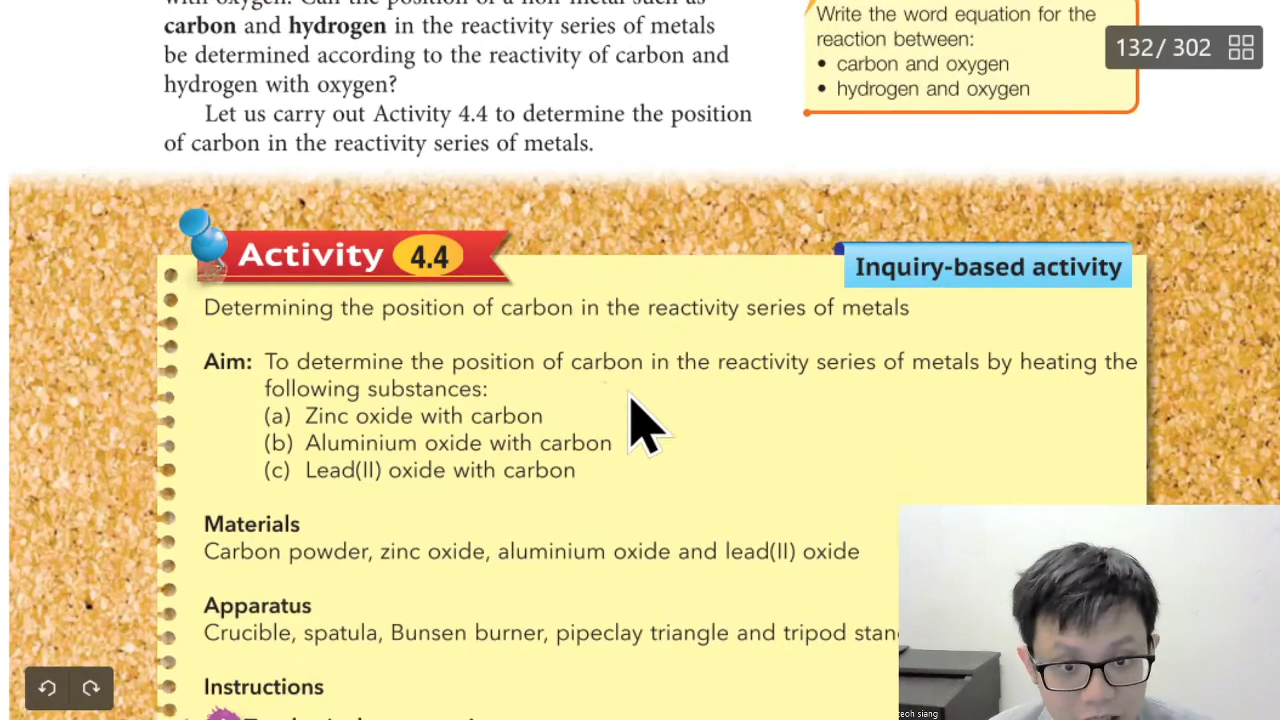 carbon and hydrogen in the reactivity series of metals
be determined according to the reactivity of carbon and
hydrogen with oxygen?
Let us carry out Activity 4.4 to determine the position
of carbon in the reactivity series of metals.
Write the word equation for the
reaction between:
• carbon and oxygen
• hydrogen and oxygen
132/ 302
Activity 4.4
Inquiry-based activity
Determining the position of carbon in the reactivity series of metals
Aim: To determine the position of carbon in the reactivity series of metals by heating the
following substances:
(a) Zinc oxide with carbon
(b) Aluminium oxide with carbon
(c) Lead(II) oxide with carbon
Materials
Carbon powder, zinc oxide, aluminium oxide and lead(II) oxide
Apparatus
Crucible, spatula, Bunsen burner, pipeclay triangle and tripod stan
Instructions
teoh siang